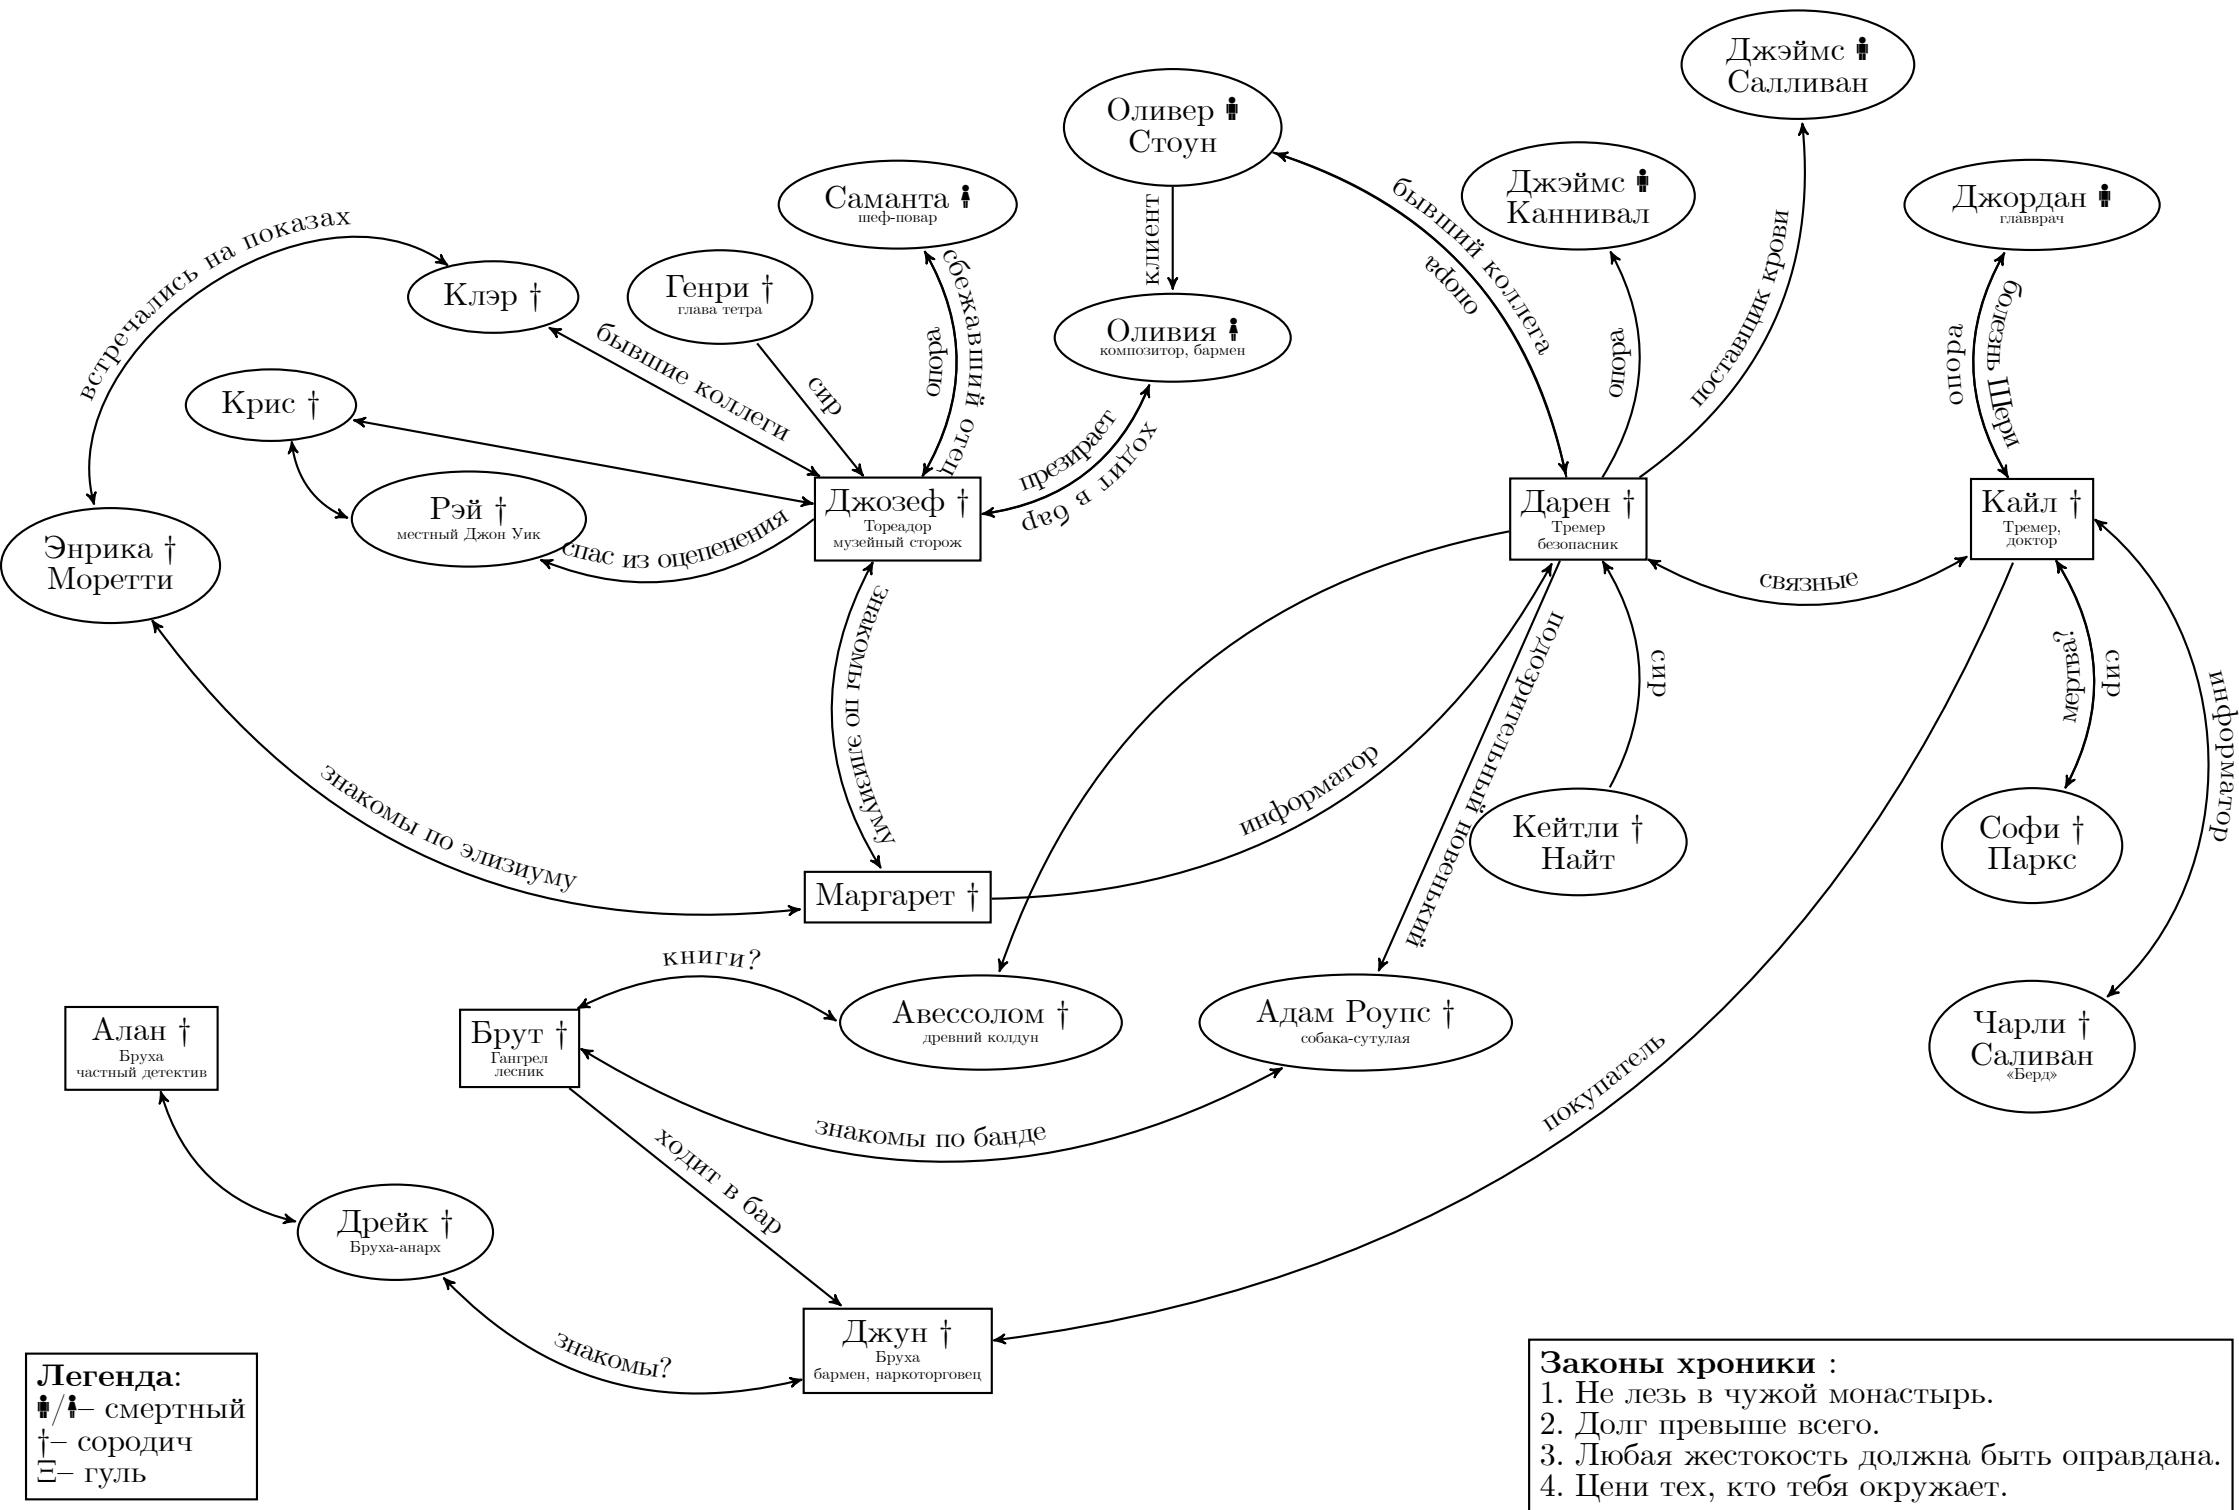 Джэймс
Салливан
Оливер
Стоун
Джэймс
Каннивал
Саманта
шеф-повар
Джордан
главврач
бывший коллега
опора
клиент
поставщик крови
встречались на показах
Клэр †
Генри †
глава тетра
сбежавший отец
опора
Оливия
композитор, бармен
опора
опора
болезнь Шери
бывшие коллеги
сир
Крис †
презирает
ходит в бар
Рэй †
местный Джон Уик
спас из оцепенения
Джозеф †
Тореадор
музейный сторож
Дарен †
Тремер
безопасник
Кайл †
Тремер,
доктор
Энрика †
Моретти
связные
знакомы по элизиуму
подозрительный новенький
сир
мертва?
сир
информатор
знакомы по элизиуму
информатор
Кейтли †
Найт
Софи †
Паркс
Маргарет †
книги?
Алан †
Бруха
частный детектив
Брут †
Гангрел
лесник
Авессолом †
древний колдун
Адам Роупс †
собака-сутулая
Чарли †
Саливан
«Берд»
знакомы по банде
покупатель
ходит в бар
Дрейк †
Бруха-анарх
знакомы?
Джун †
Бруха
бармен, наркоторговец
Легенда:
/– смертный
†– сородич
Ξ– гуль
Законы хроники :
1. Не лезь в чужой монастырь.
2. Долг превыше всего.
3. Любая жестокость должна быть оправдана.
4. Цени тех, кто тебя окружает.